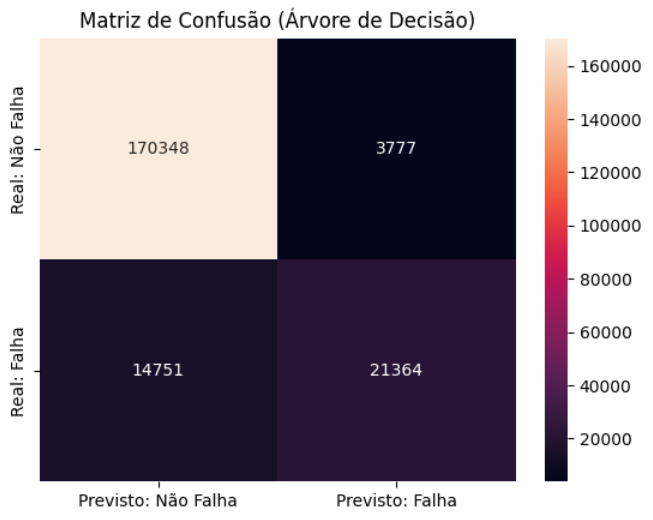 Matriz de Confusão (Árvore de Decisão)
Real: Não Falha
170348
3777
Real: Falha
14751
21364
Previsto: Não Falha
Previsto: Falha
160000
140000
120000
100000
80000
60000
40000
20000